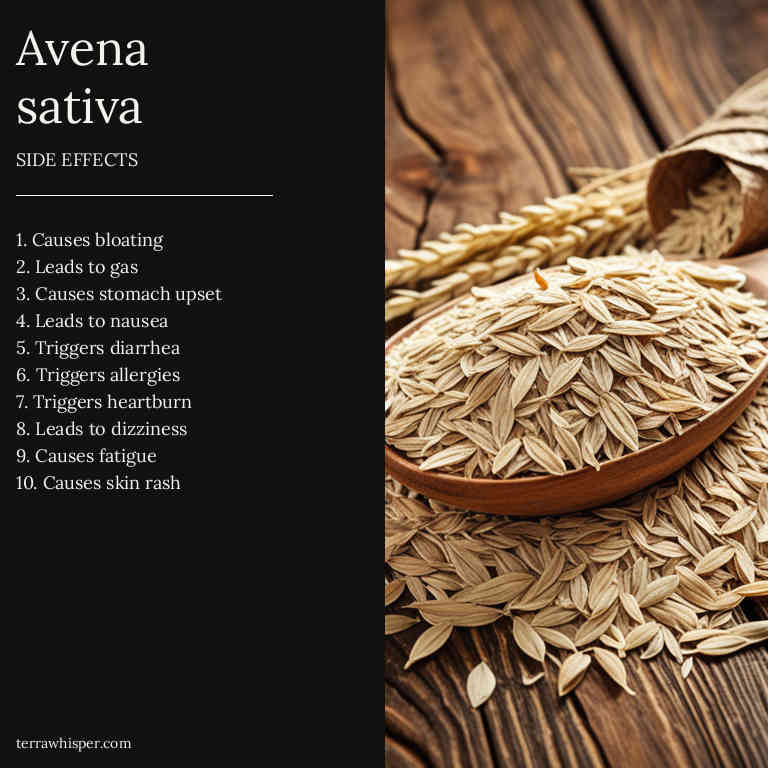 Avena
sativa
SIDE EFFECTS
1. Causes bloating
2. Leads to gas
3. Causes stomach upset
4. Leads to nausea
5. Triggers diarrhea
6. Triggers allergies
7. Triggers heartburn
8. Leads to dizziness
9. Causes fatigue
10. Causes skin rash
terrawhisper.com